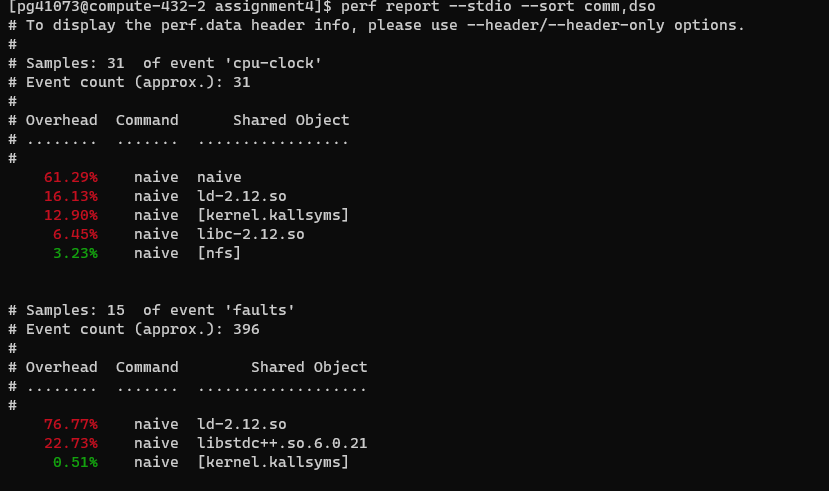 [pg41073@compute-432-2 assignment4]$ perf report --stdio --sort comm,dso
# To display the perf.data header info, please use --header/--header-only options.
#
# Samples: 31  of event 'cpu-clock'
# Event count (approx.): 31
#
# Overhead  Command      Shared Object
# ........  .......  .................
#
    61.29%    naive  naive
    16.13%    naive  ld-2.12.so
    12.90%    naive  [kernel.kallsyms]
     6.45%    naive  libc-2.12.so
     3.23%    naive  [nfs]
# Samples: 15  of event 'faults'
# Event count (approx.): 396
#
# Overhead  Command        Shared Object
# ........  .......  ...................
#
    76.77%    naive  ld-2.12.so
    22.73%    naive  libstdc++.so.6.0.21
     0.51%    naive  [kernel.kallsyms]